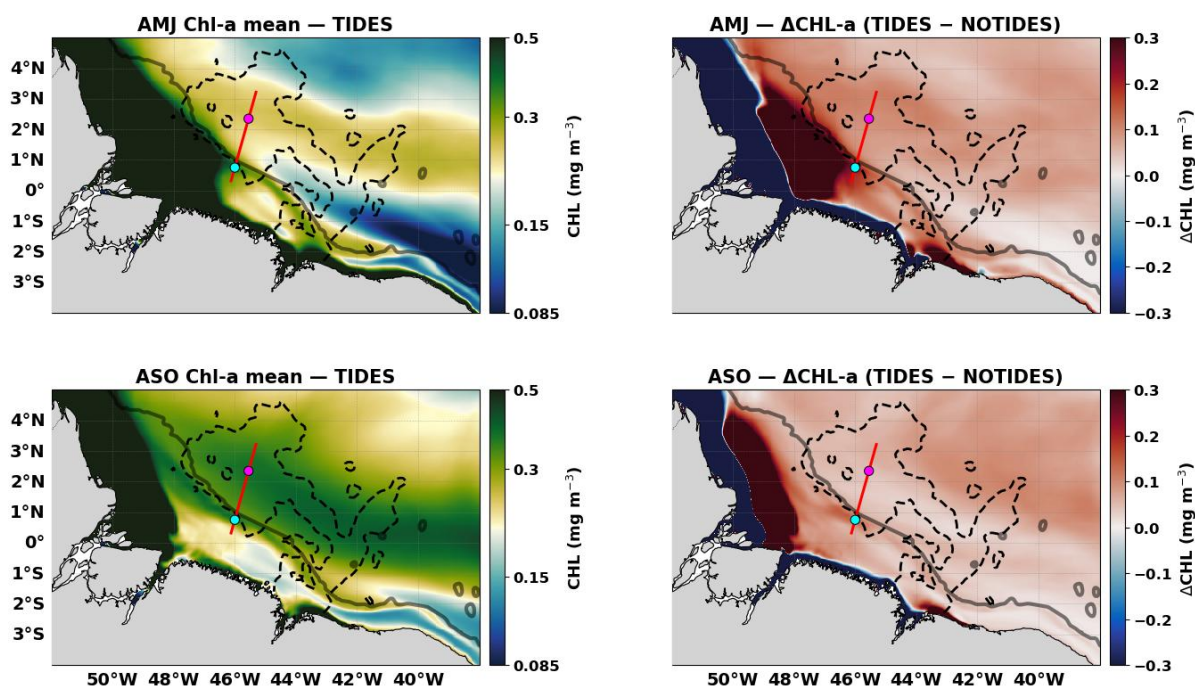 AMJ Chl-a mean — TIDES
4°N
3°N
2°N
1°N
0°
1°S
2°S
3°S
0.5
0.3
0.15
0.085
CHL (mg m⁻³)
AMJ — ΔCHL-a (TIDES − NOTIDES)
0.3
0.2
0.1
0.0
−0.1
−0.2
−0.3
ΔCHL (mg m⁻³)
ASO Chl-a mean — TIDES
4°N
3°N
2°N
1°N
0°
1°S
2°S
3°S
50°W 48°W 46°W 44°W 42°W 40°W
0.5
0.3
0.15
0.085
CHL (mg m⁻³)
ASO — ΔCHL-a (TIDES − NOTIDES)
50°W 48°W 46°W 44°W 42°W 40°W
0.3
0.2
0.1
0.0
−0.1
−0.2
−0.3
ΔCHL (mg m⁻³)